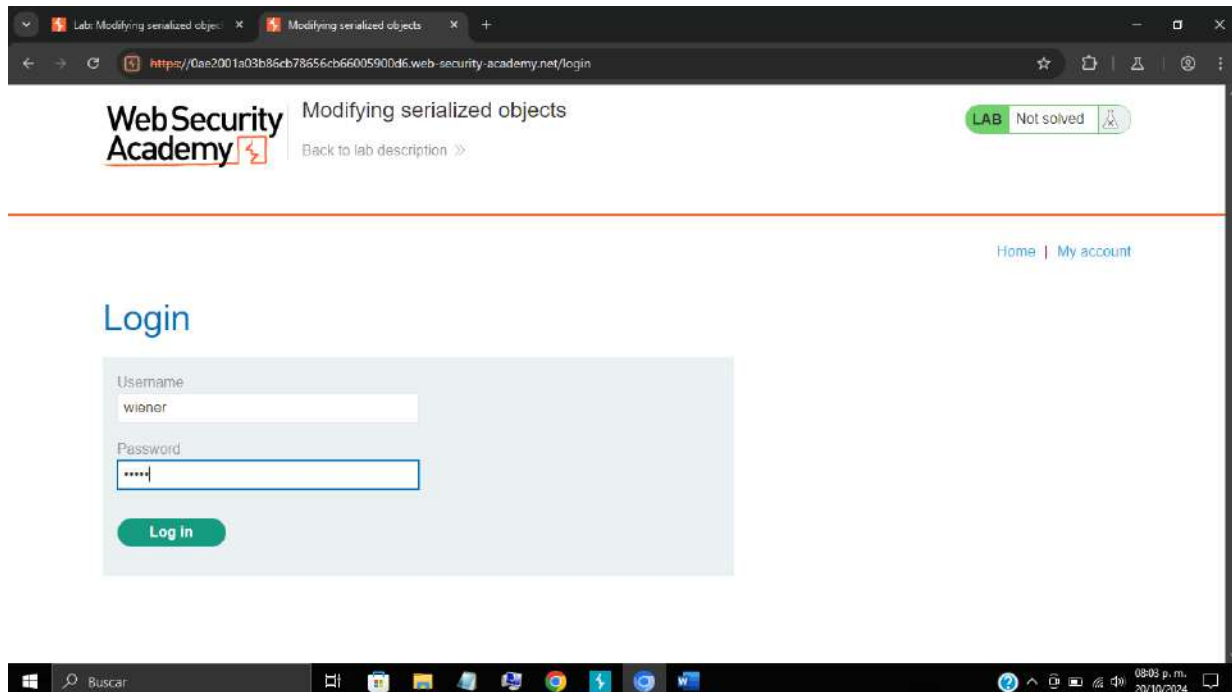 Lab: Modifying serialized objec
Modifying serialized objects
https://0ae2001a03b86cb78656cb66005900d6.web-security-academy.net/login
Web Security
Academy
Modifying serialized objects
Back to lab description
LAB Not solved
Home | My account
Login
Username
wiener
Password
•••••
Log in
Buscar
08:03 p. m.
20/10/2024